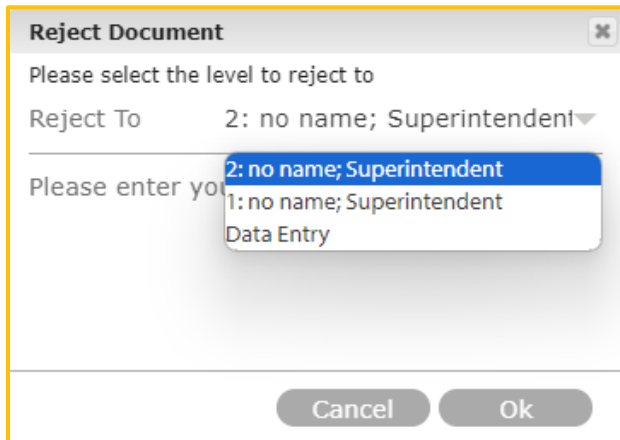 Reject Document
Please select the level to reject to
Reject To 2: no name; Superintendent
2: no name; Superintendent
Please enter
1: no name; Superintendent
Data Entry
Cancel Ok